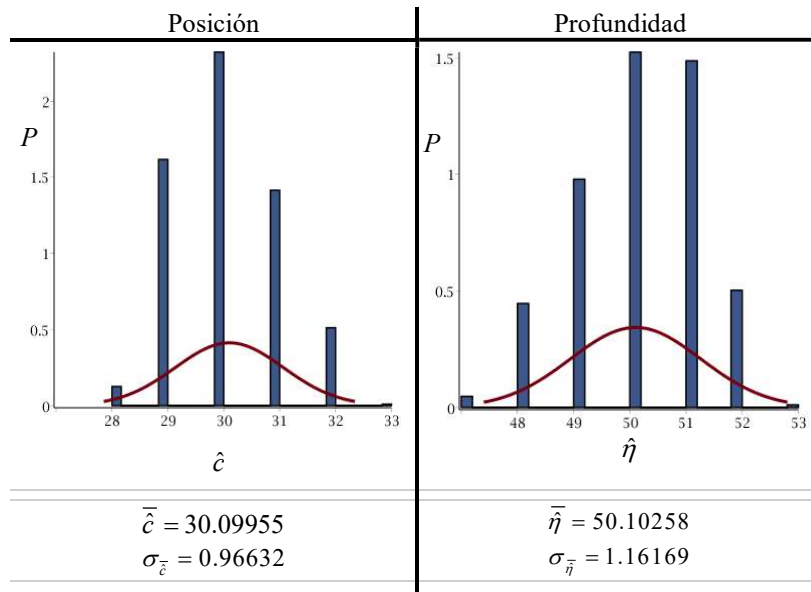 Posición
Profundidad
P
2
1.5
1
0.5
0
28 29 30 31 32 33
ĉ
P
1.5
1
0.5
0
48 49 50 51 52 53
η̂
ĉ̅ = 30.09955
σ_ĉ̅ = 0.96632
η̂̅ = 50.10258
σ_η̂̅ = 1.16169